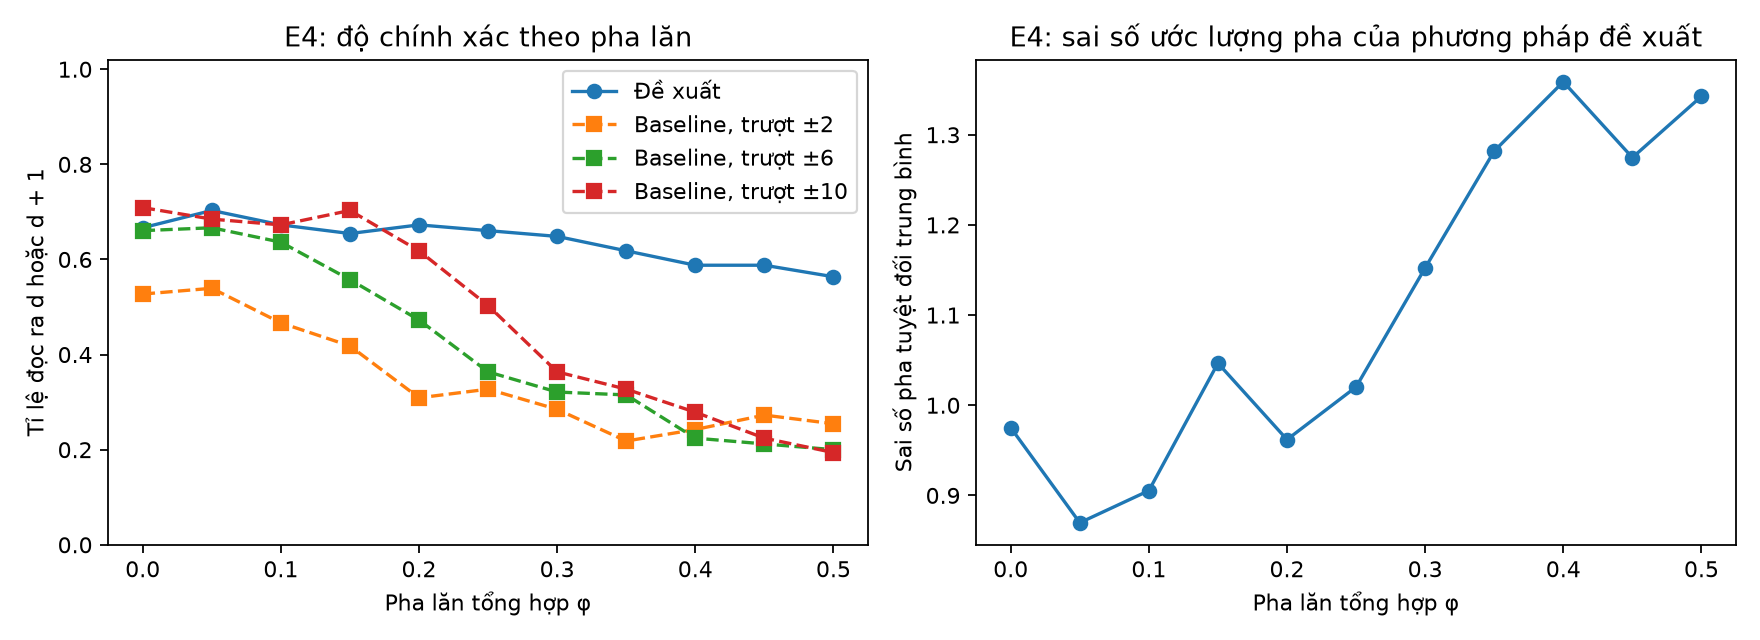 E4: độ chính xác theo pha lăn
Tỉ lệ đọc ra d hoặc d + 1
1.0
0.8
0.6
0.4
0.2
0.0
Đề xuất
Baseline, trượt ±2
Baseline, trượt ±6
Baseline, trượt ±10
0.0 0.1 0.2 0.3 0.4 0.5
Pha lăn tổng hợp φ
E4: sai số ước lượng pha của phương pháp đề xuất
Sai số pha tuyệt đối trung bình
1.3
1.2
1.1
1.0
0.9
0.0 0.1 0.2 0.3 0.4 0.5
Pha lăn tổng hợp φ